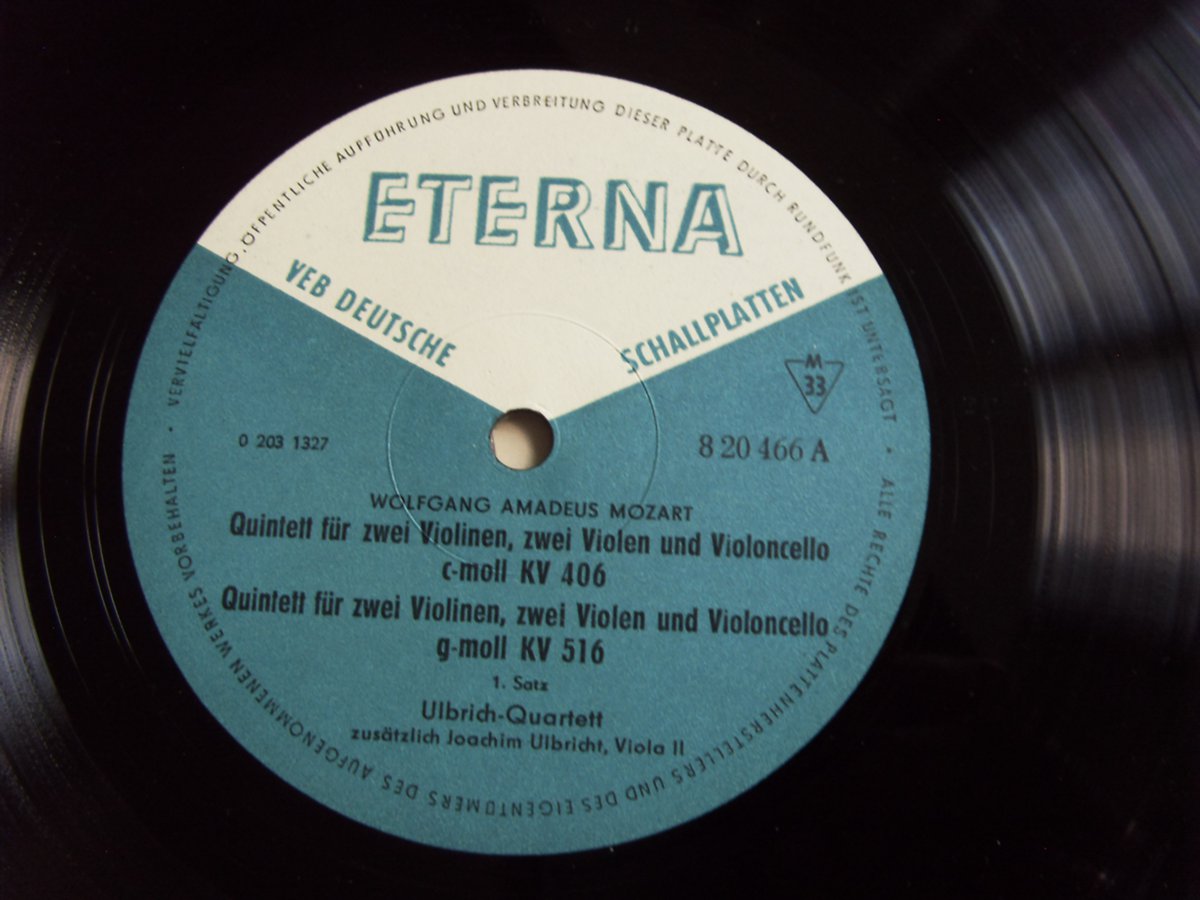 ETERNA
VEB DEUTSCHE SCHALLPLATTEN
M
33
0 203 1327
8 20 466 A
WOLFGANG AMADEUS MOZART
Quintett für zwei Violinen, zwei Violen und Violoncello
c-moll KV 406
Quintett für zwei Violinen, zwei Violen und Violoncello
g-moll KV 516
1. Satz
Ulbrich-Quartett
zusätzlich Joachim Ulbricht, Viola II
ALLE RECHTE DES PLATTENHERSTELLERS UND DES EIGENTÜMERS DES AUFGENOMMENEN WERKES VORBEHALTEN • VERVIELFÄLTIGUNG, ÖFFENTLICHE AUFFÜHRUNG UND VERBREITUNG DIESER PLATTE DURCH RUNDFUNK IST UNTERSAGT •